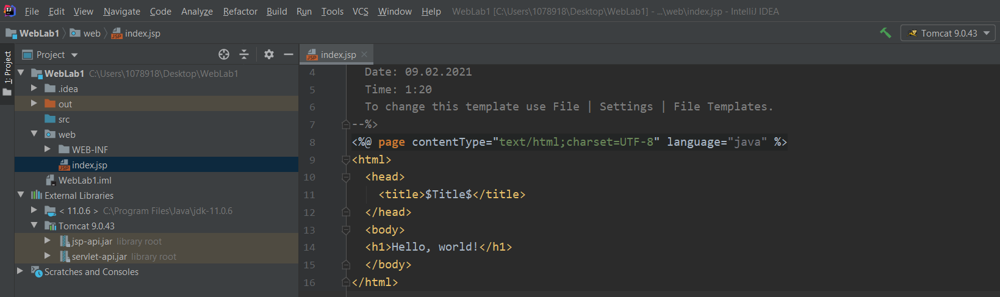 File Edit View Navigate Code Analyze Refactor Build Run Tools VCS Window Help WebLab1 [C:\Users\1078918\Desktop\WebLab1] - ...\web\index.jsp - IntelliJ IDEA
WebLab1 web index.jsp Tomcat 9.0.43
1: Project
Project
WebLab1 C:\Users\1078918\Desktop\WebLab1
.idea
out
src
web
WEB-INF
index.jsp
WebLab1.iml
External Libraries
< 11.0.6 > C:\Program Files\Java\jdk-11.0.6
Tomcat 9.0.43
jsp-api.jar library root
servlet-api.jar library root
Scratches and Consoles
index.jsp
4 Date: 09.02.2021
5 Time: 1:20
6 To change this template use File | Settings | File Templates.
7 --%>
8 <%@ page contentType="text/html;charset=UTF-8" language="java" %>
9 <html>
10 <head>
11 <title>$Title$</title>
12 </head>
13 <body>
14 <h1>Hello, world!</h1>
15 </body>
16 </html>